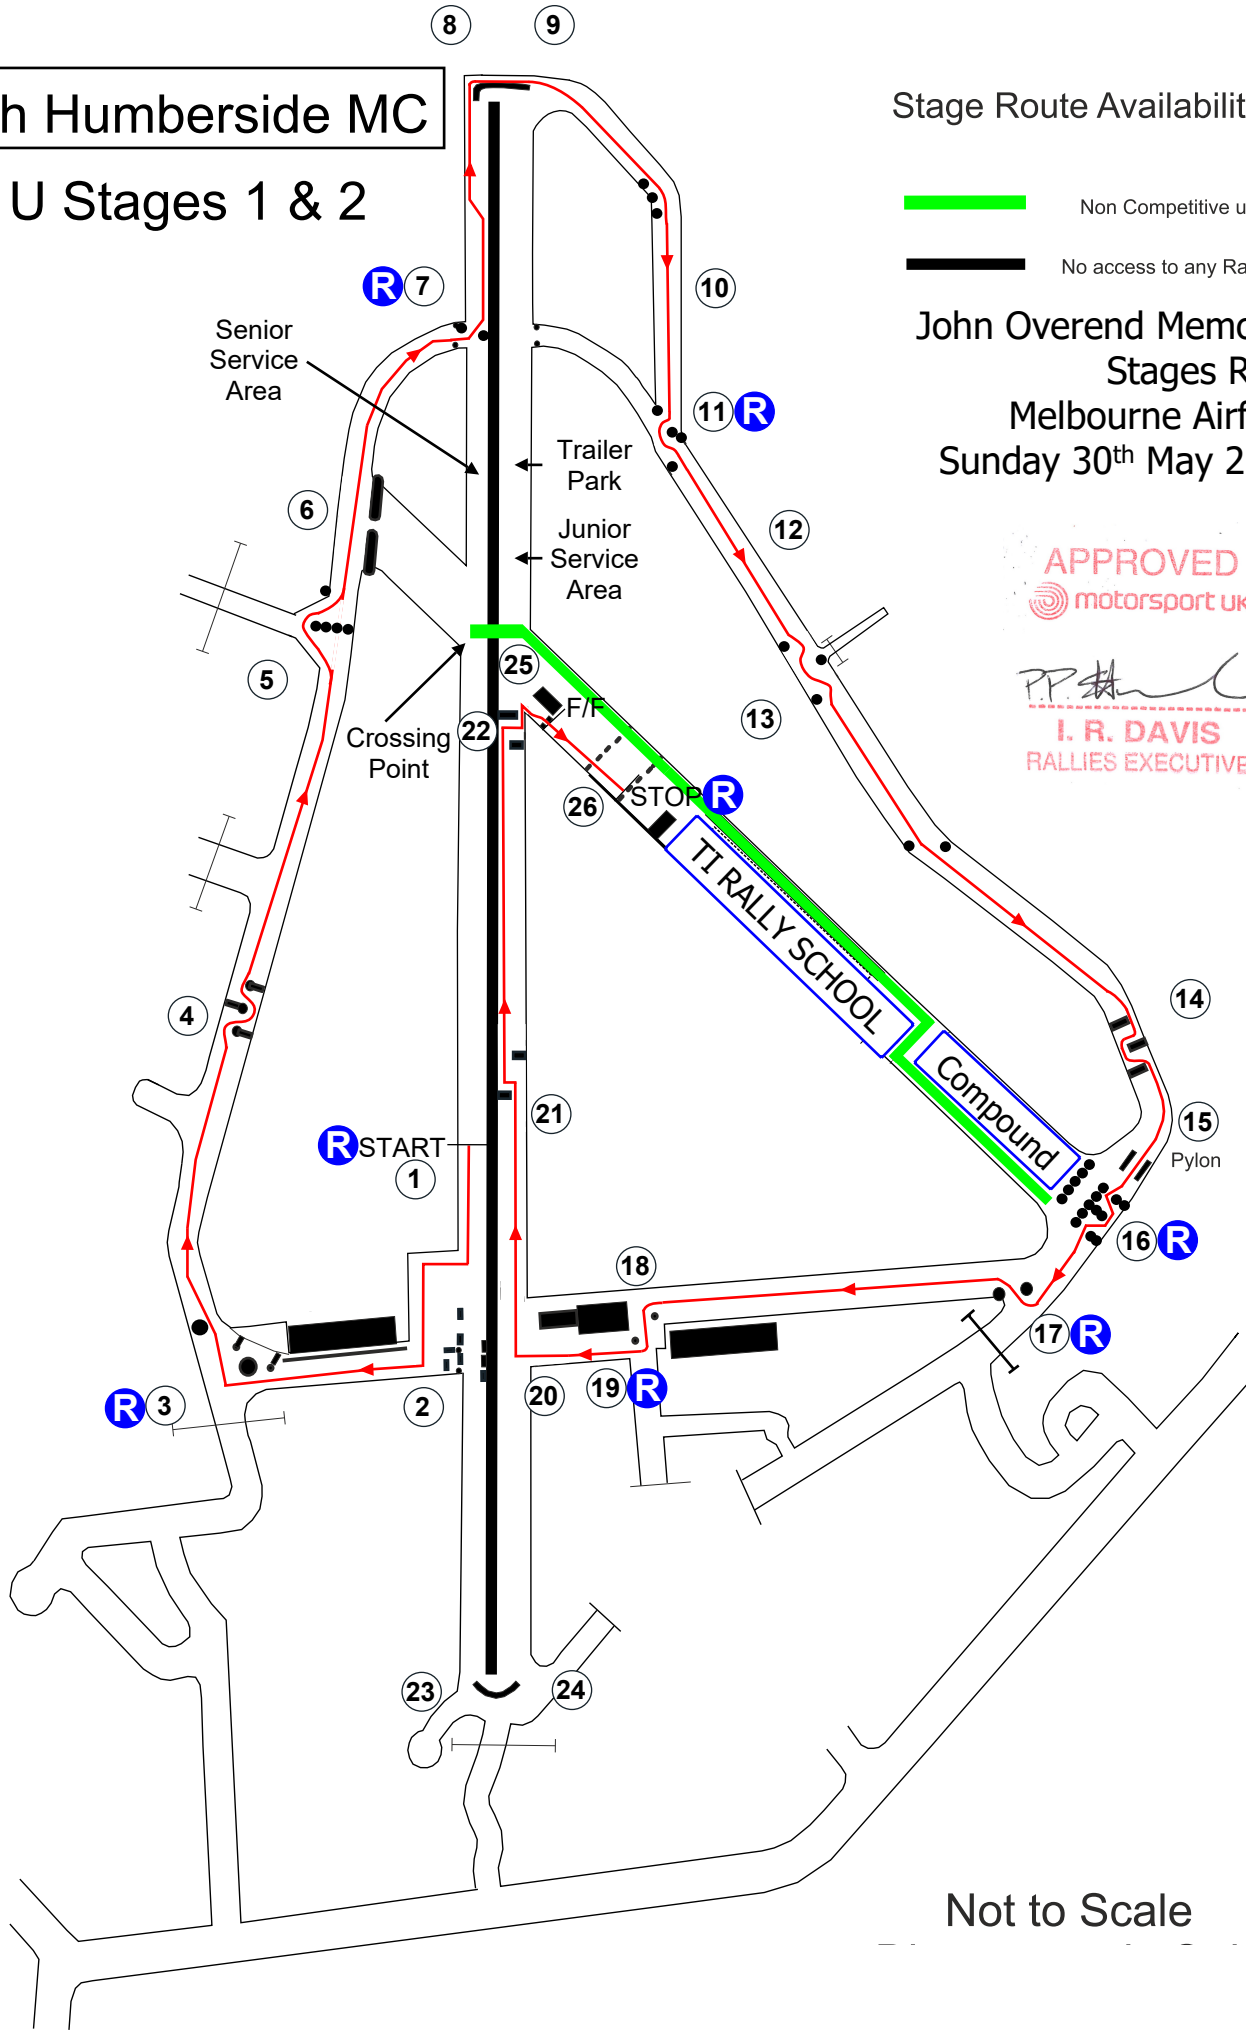 8
9
h Humberside MC
Stage Route Availabilit
U Stages 1 & 2
Non Competitive u
No access to any Ra
R 7
10
John Overend Memo
Stages R
Melbourne Airf
Sunday 30th May 2
Senior
Service
Area
11 R
Trailer
Park
6
12
Junior
Service
Area
APPROVED
motorsport UK
5
25
22
F/F
13
Crossing
Point
P.P.
I. R. DAVIS
RALLIES EXECUTIVE
26
STOP R
TI RALLY SCHOOL
4
14
Compound
21
15
Pylon
R START
1
16 R
18
17 R
R 3
2
20
19 R
23
24
Not to Scale